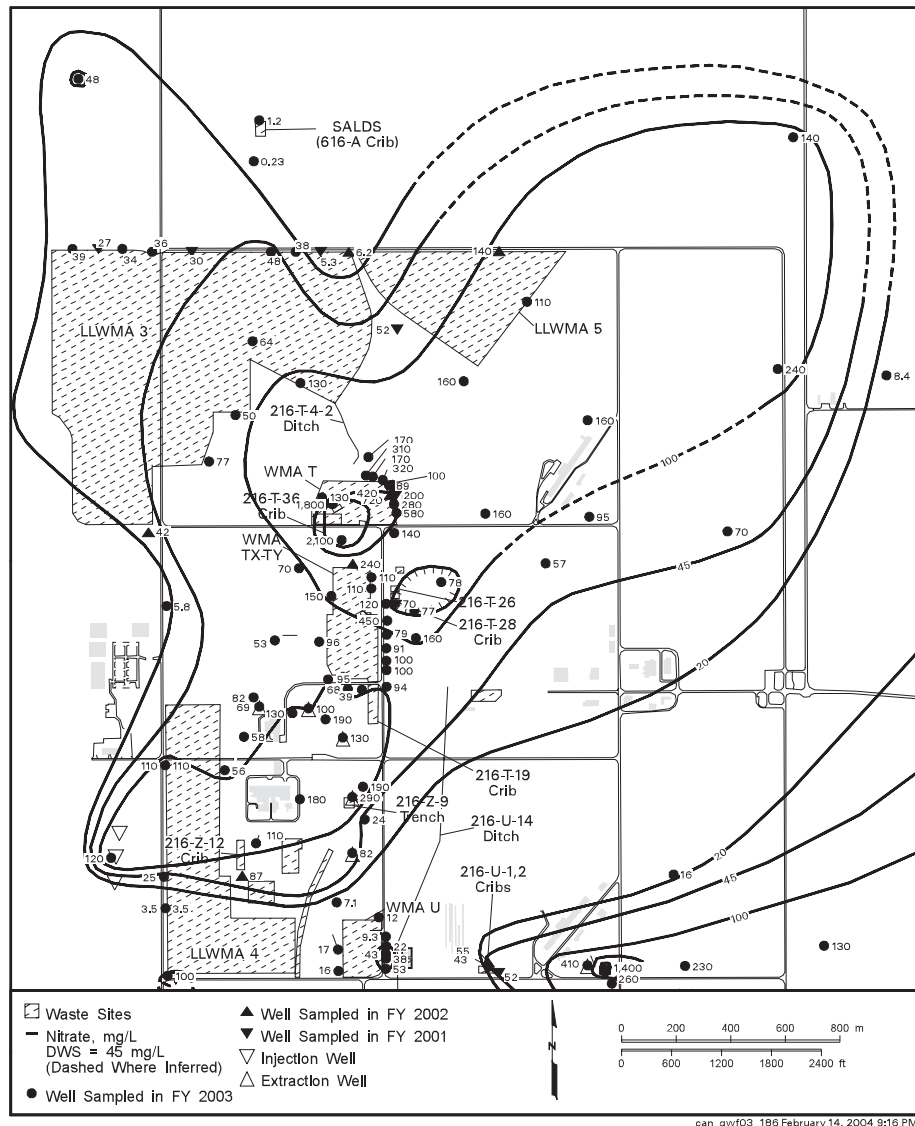 48
1.2
SALDS
(616-A Crib)
0.23
140
36
27
39
34
30
48
38
5.3
6.2
140
110
LLWMA 5
LLWMA 3
52
64
130
160
240
8.4
50
216-T-4-2
Ditch
160
77
170
310
170
320
100
WMA T
89
130
420
200
216-T-36
Crib
1,800
280
580
160
95
100
70
42
2,100
140
WMA
TX-TY
240
57
45
70
110
78
110
150
216-T-26
5.8
120
70
77
216-T-28
Crib
450
79
160
53
96
91
100
100
20
95
68
39
94
82
69
130
100
190
58
130
216-T-19
Crib
110
110
56
190
290
216-Z-9
Trench
180
24
216-U-14
Ditch
216-Z-12
Crib
110
82
120
20
216-U-1,2
Cribs
25
87
16
45
7.1
WMA U
3.5
3.5
12
100
9.3
22
55
43
130
17
43
38
LLWMA 4
53
410
1,400
230
100
16
52
260
Waste Sites
Nitrate, mg/L
DWS = 45 mg/L
(Dashed Where Inferred)
Well Sampled in FY 2003
Well Sampled in FY 2002
Well Sampled in FY 2001
Injection Well
Extraction Well
N
0 200 400 600 800 m
0 600 1200 1800 2400 ft
can_gwf03_186 February 14, 2004 9:16 PM